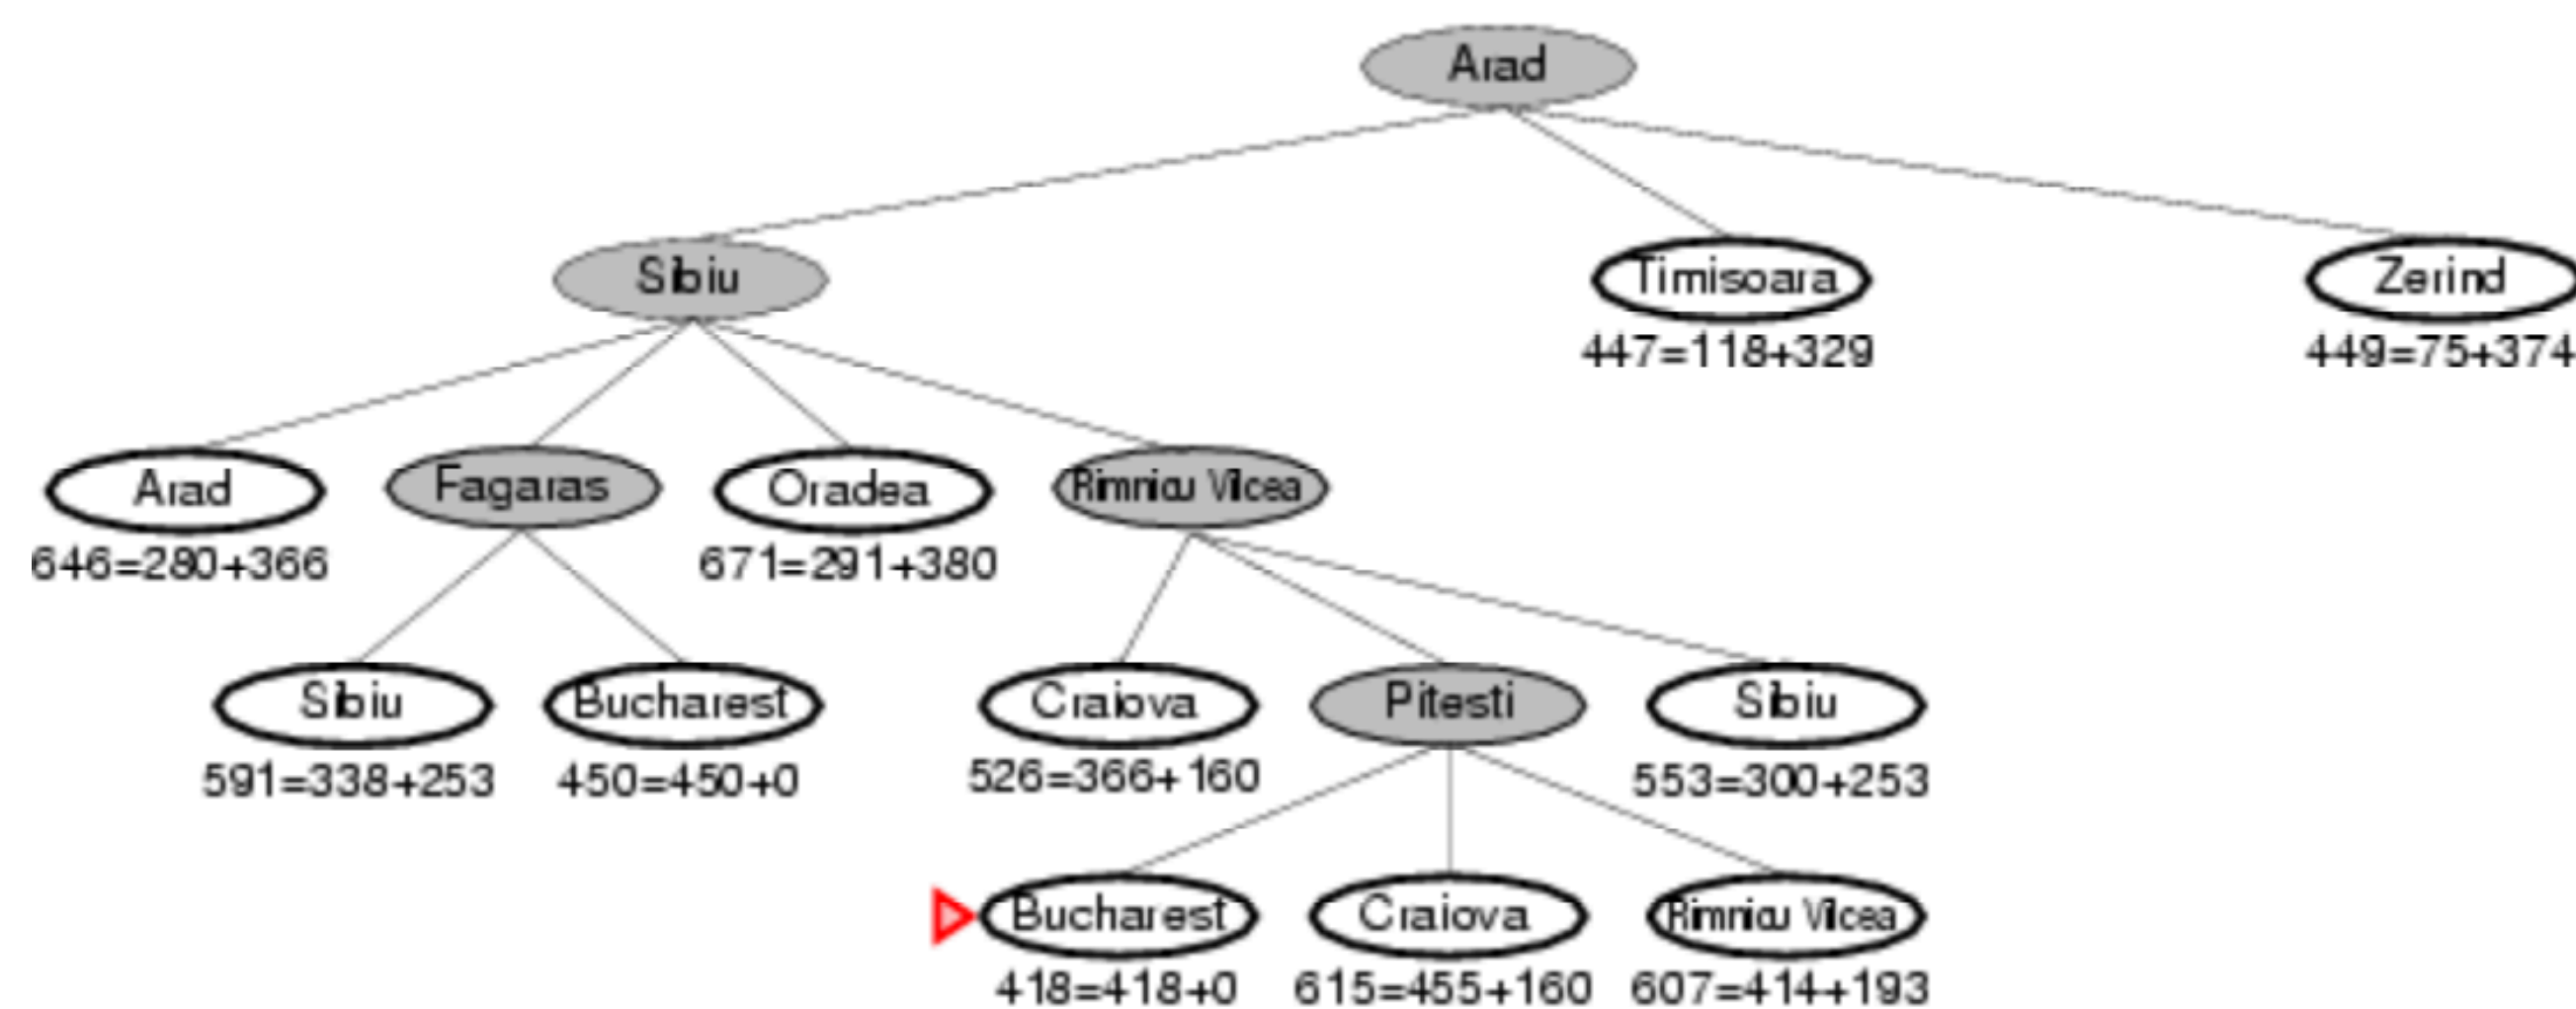 Arad
Sibiu
Timisoara
Zerind
447=118+329
449=75+374
Arad
Fagaras
Oradea
Rimnicu Vilcea
646=280+366
671=291+380
Sibiu
Bucharest
Craiova
Pitesti
Sibiu
591=338+253
450=450+0
526=366+160
553=300+253
Bucharest
Craiova
Rimnicu Vilcea
418=418+0
615=455+160
607=414+193